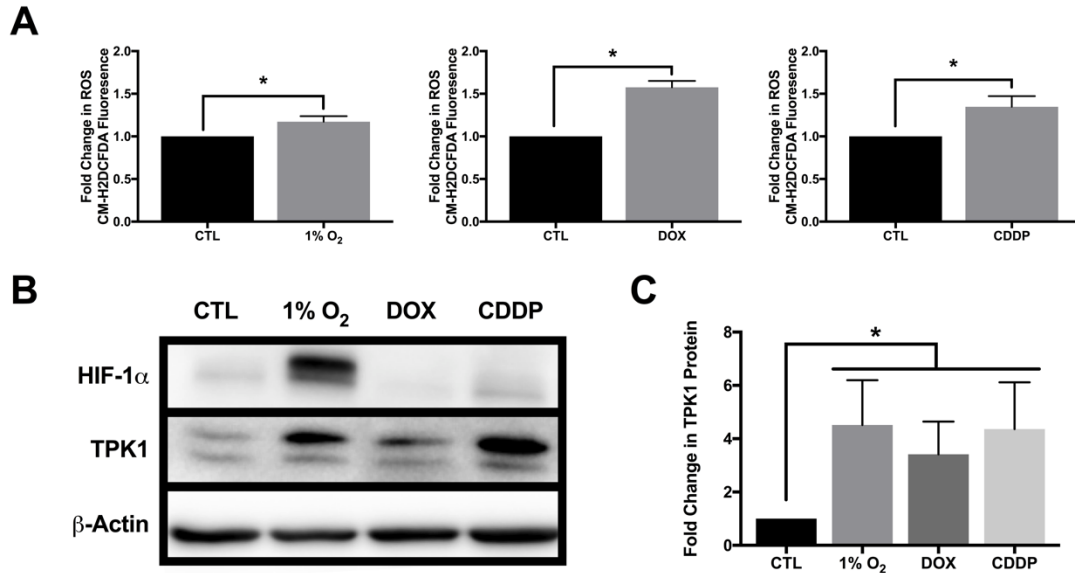 A
Fold Change in ROS
CM-H2DCFDA Fluoresence
2.0
1.5
1.0
0.5
0.0
*
CTL
1% O2
Fold Change in ROS
CM-H2DCFDA Fluoresence
2.0
1.5
1.0
0.5
0.0
*
CTL
DOX
Fold Change in ROS
CM-H2DCFDA Fluoresence
2.0
1.5
1.0
0.5
0.0
*
CTL
CDDP
B
CTL 1% O2 DOX CDDP
HIF-1α
TPK1
β-Actin
C
Fold Change in TPK1 Protein
8
6
4
2
0
*
CTL 1% O2 DOX CDDP